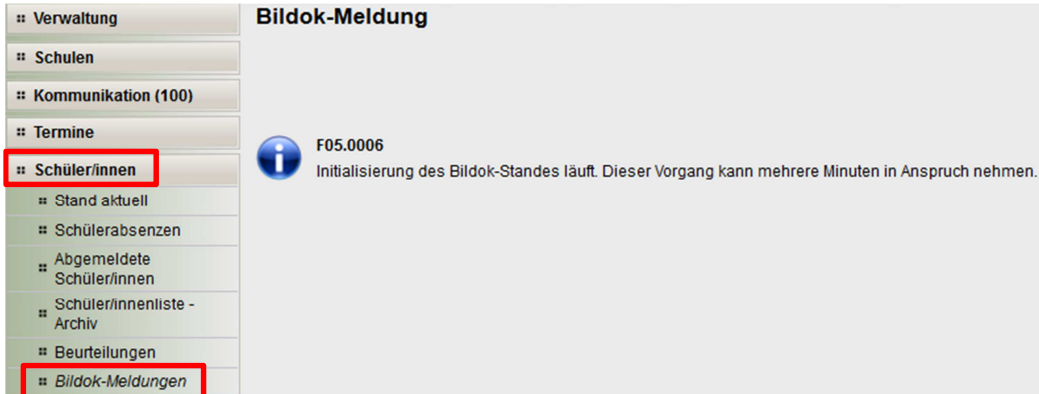 Verwaltung
Bildok-Meldung
Schulen
Kommunikation (100)
Termine
F05.0006
Schüler/innen
Initialisierung des Bildok-Standes läuft. Dieser Vorgang kann mehrere Minuten in Anspruch nehmen.
Stand aktuell
Schülerabsenzen
Abgemeldete
Schüler/innen
Schüler/innenliste -
Archiv
Beurteilungen
Bildok-Meldungen